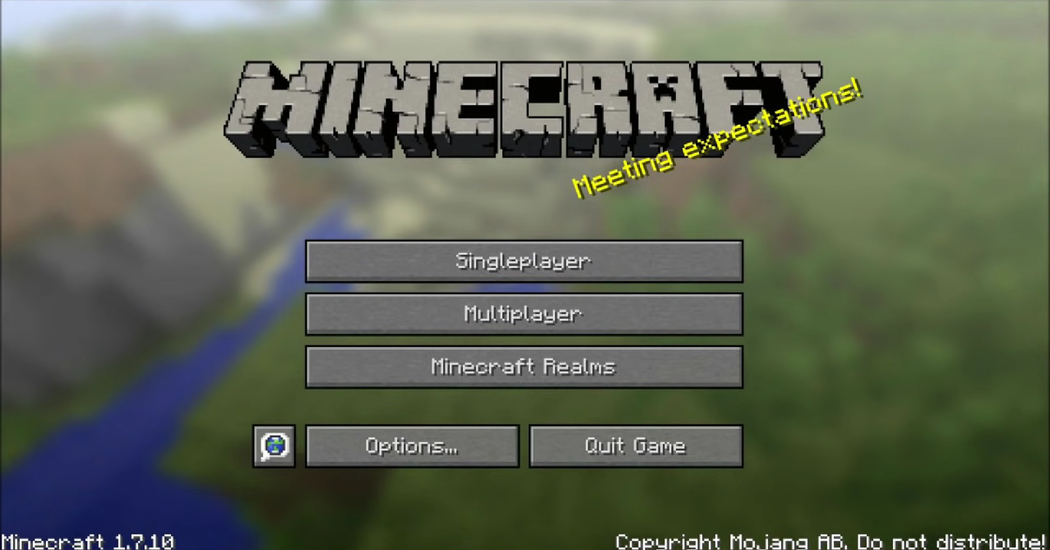 MINECRAFT
Meeting expectations!
Singleplayer
Multiplayer
Minecraft Realms
Options...
Quit Game
Minecraft 1.7.10
Copyright Mojang AB. Do not distribute!